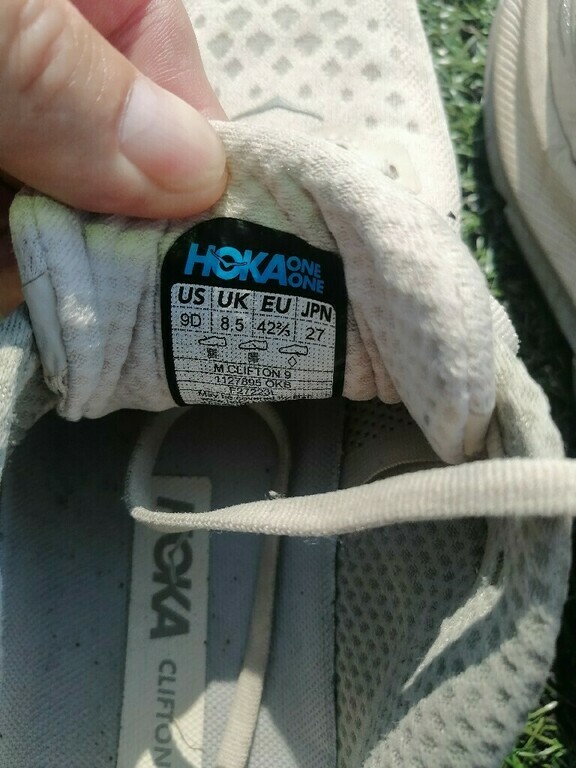 HOKA ONE ONE
US UK EU JPN
9D 8.5 42⅔ 27
M CLIFTON 9
1127895 OKB
HOKA CLIFTON